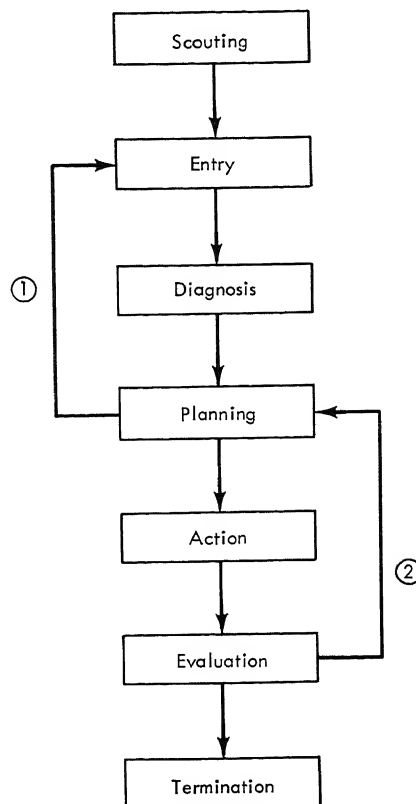 Scouting
Entry
①
Diagnosis
Planning
Action
②
Evaluation
Termination